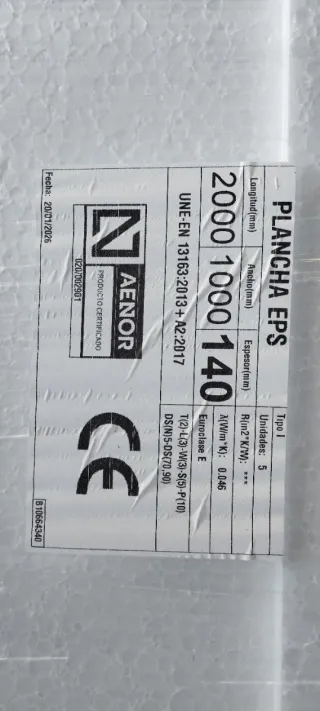 PLANCHA EPS
Tipo I
Longitud(mm) Ancho(mm) Espesor(mm)
2000 1000 140
Unidades: 5
R(m2*K/W): ***
λ(W/m*K): 0.046
Euroclase E
UNE-EN 13163:2013+A2:2017
T(2)-L(3)-W(3)-S(5)-P(10)
DS(N)5-DS(70,90)
AENOR
PRODUCTO CERTIFICADO
020/002901
CE
Fecha: 20/01/2026
B10664340